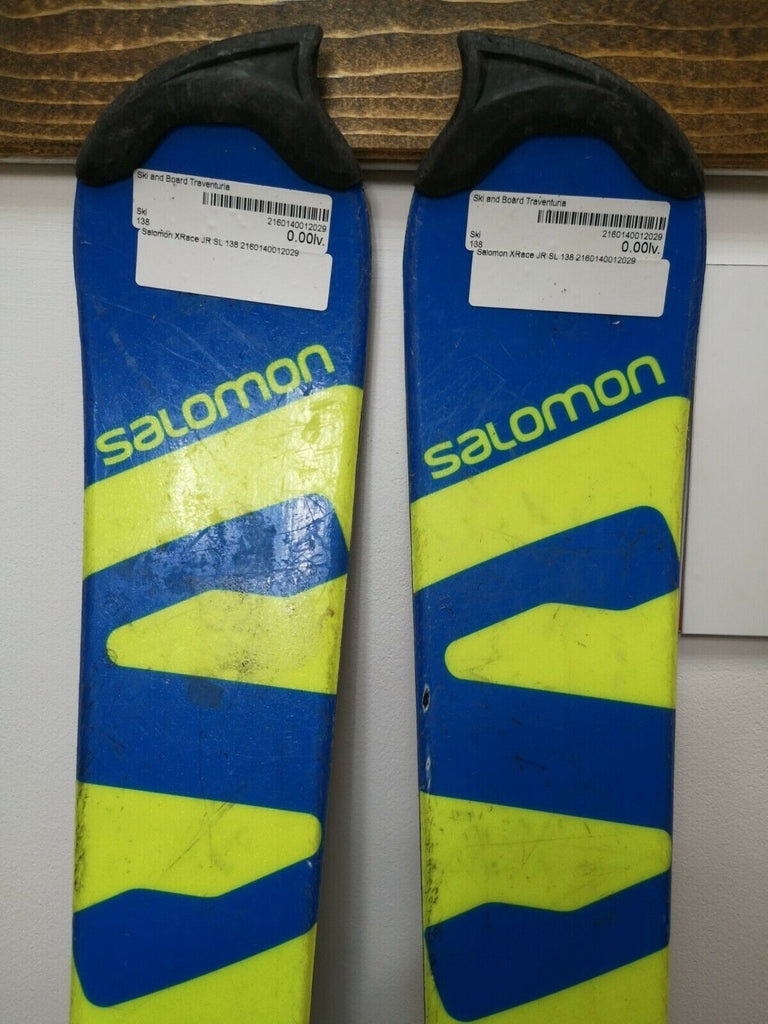 Ski and Board Traventuria
Ski
2160140012029
138
0.00lv.
Salomon XRace JR SL 138 2160140012029
salomon
Ski and Board Traventuria
Ski
2160140012029
138
0.00lv.
Salomon XRace JR SL 138 2160140012029
salomon